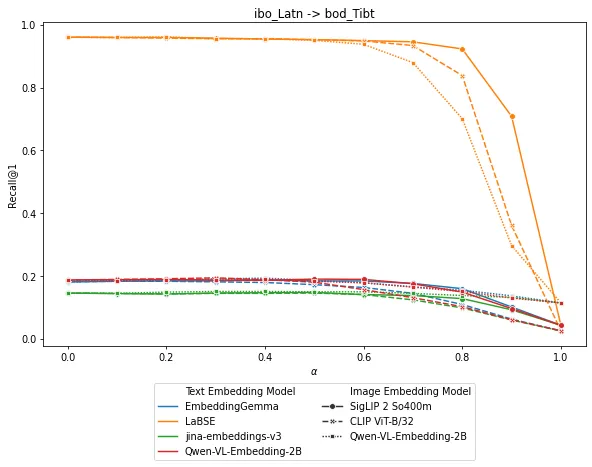 ibo_Latn -> bod_Tibt
Recall@1
1.0
0.8
0.6
0.4
0.2
0.0
0.0 0.2 0.4 0.6 0.8 1.0
α
Text Embedding Model
EmbeddingGemma
LaBSE
jina-embeddings-v3
Qwen-VL-Embedding-2B
Image Embedding Model
SigLIP 2 So400m
CLIP ViT-B/32
Qwen-VL-Embedding-2B